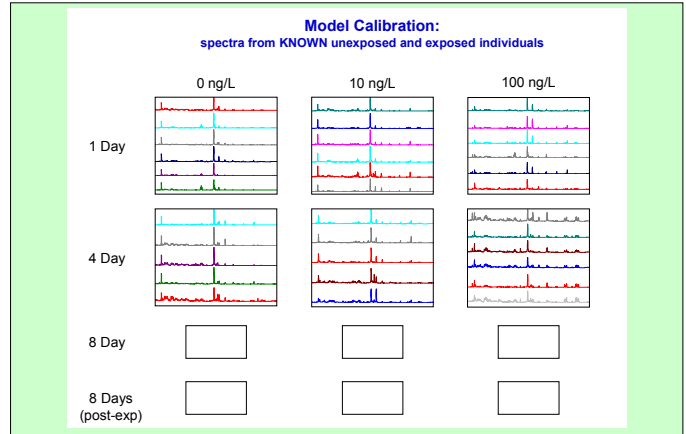 Model Calibration:
spectra from KNOWN unexposed and exposed individuals
0 ng/L
10 ng/L
100 ng/L
1 Day
4 Day
8 Day
8 Days
(post-exp)